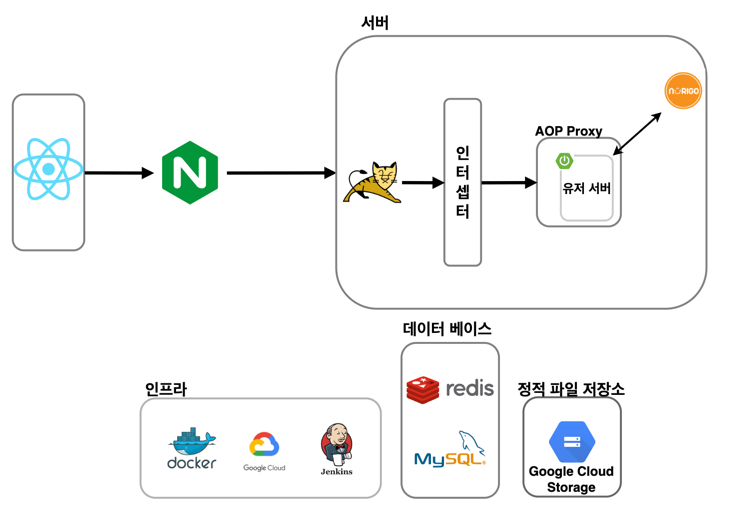 서버
N
NURIGO
AOP Proxy
인
터
셉
터
유저 서버
데이터 베이스
redis
MySQL®
인프라
docker
Google Cloud
Jenkins
정적 파일 저장소
Google Cloud
Storage